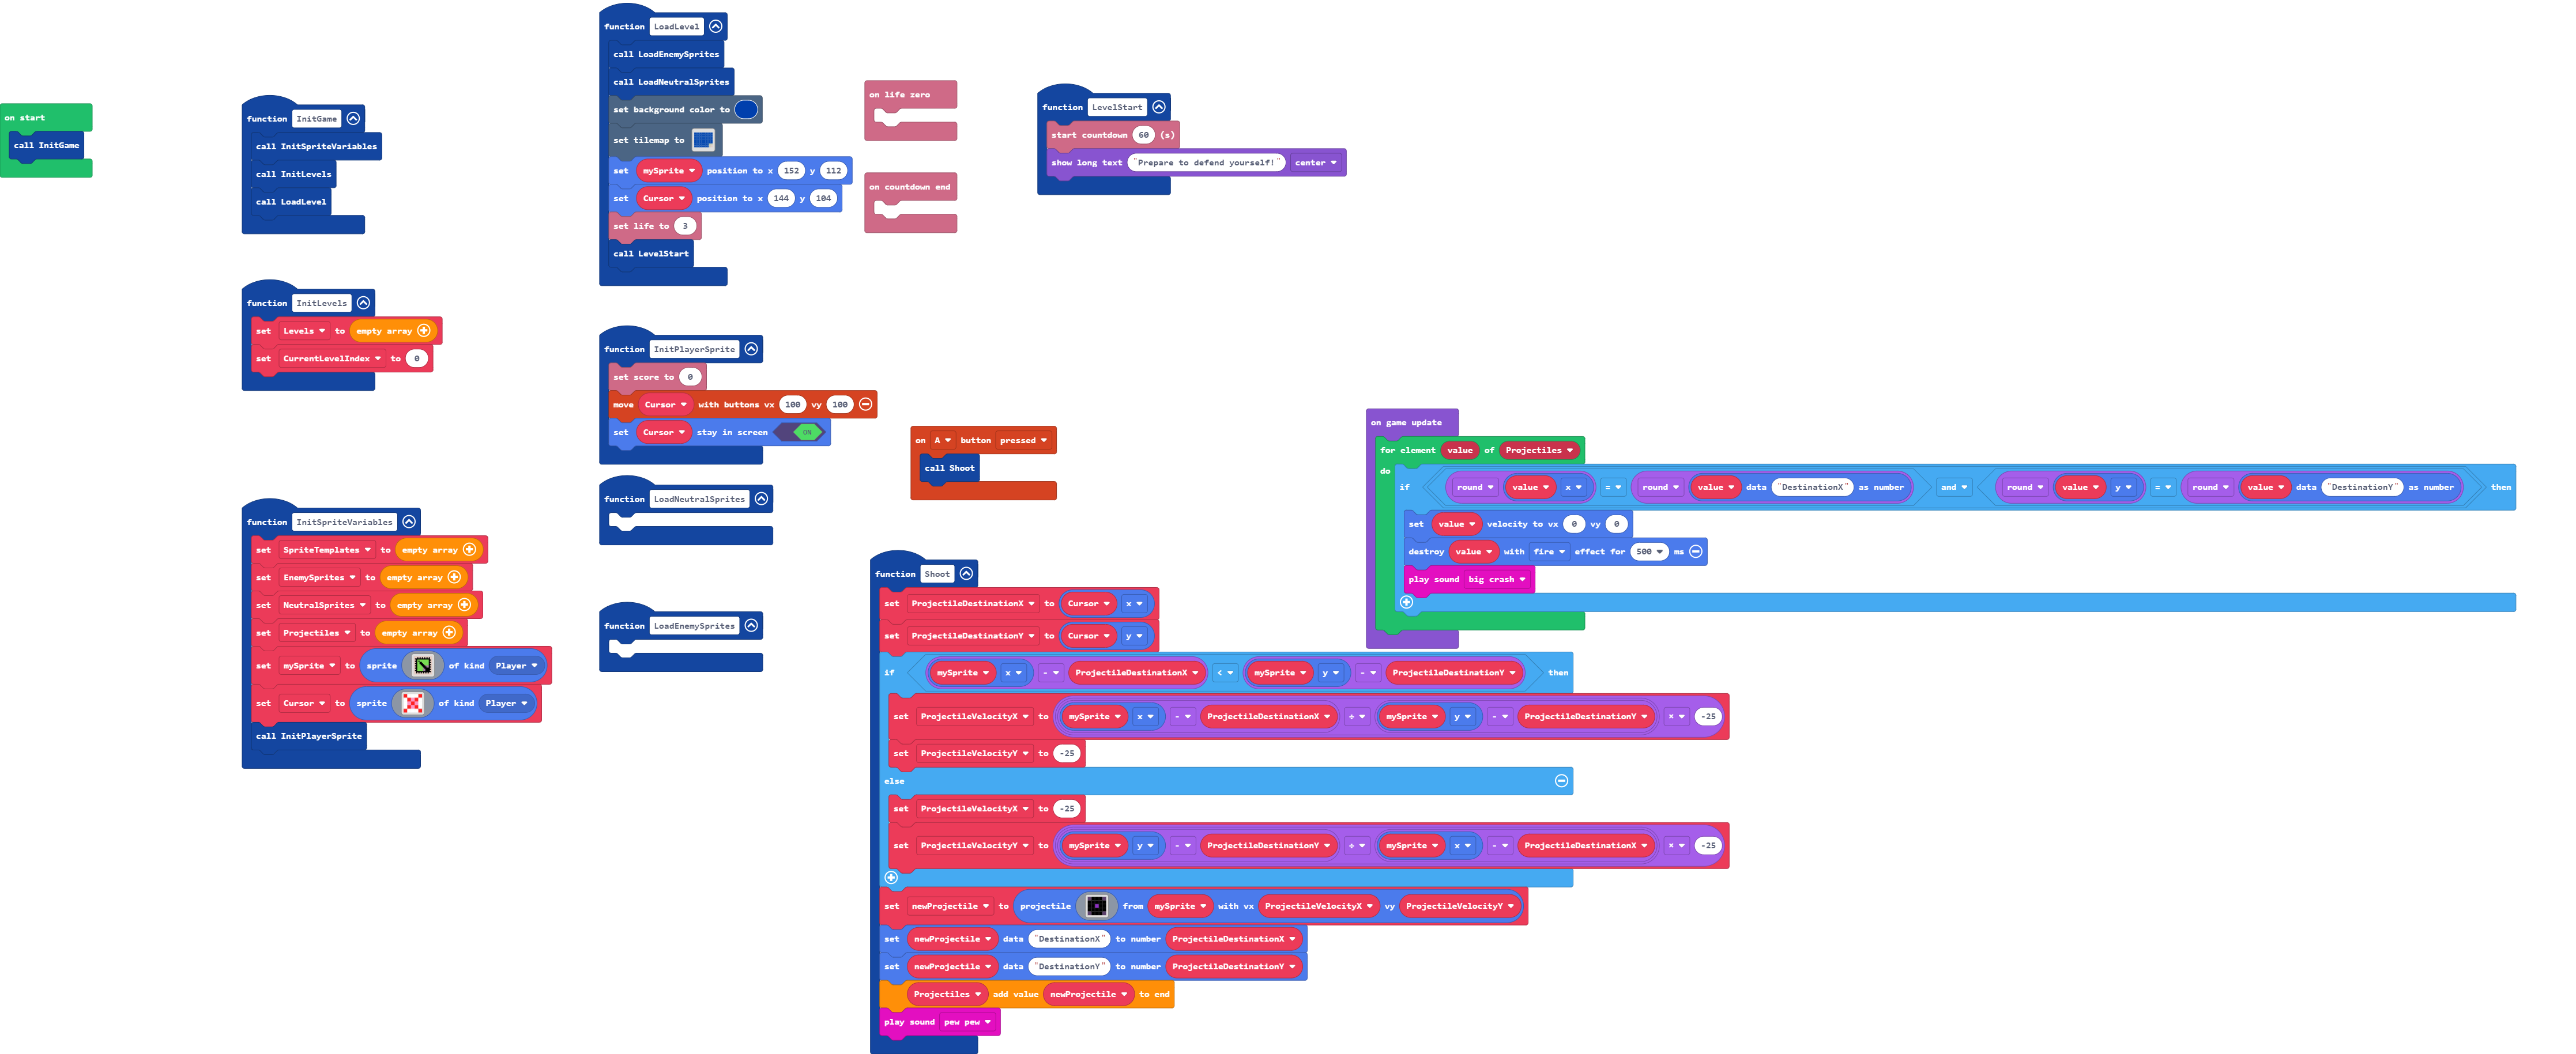 on start
call InitGame
function InitGame
call InitSpriteVariables
call InitLevels
call LoadLevel
function InitLevels
set Levels to empty array
set CurrentLevelIndex to 0
function InitSpriteVariables
set SpriteTemplates to empty array
set EnemySprites to empty array
set NeutralSprites to empty array
set Projectiles to empty array
set mySprite to sprite of kind Player
set Cursor to sprite of kind Player
call InitPlayerSprite
function LoadLevel
call LoadEnemySprites
call LoadNeutralSprites
set background color to
set tilemap to
set mySprite position to x 152 y 112
set Cursor position to x 144 y 104
set life to 3
call LevelStart
function InitPlayerSprite
set score to 0
move Cursor with buttons vx 100 vy 100
set Cursor stay in screen ON
function LoadNeutralSprites
function LoadEnemySprites
on life zero
on countdown end
function LevelStart
start countdown 60 (s)
show long text "Prepare to defend yourself!" center
on A button pressed
call Shoot
function Shoot
set ProjectileDestinationX to Cursor x
set ProjectileDestinationY to Cursor y
if mySprite x - ProjectileDestinationX < mySprite y - ProjectileDestinationY then
set ProjectileVelocityX to mySprite x - ProjectileDestinationX ÷ mySprite y - ProjectileDestinationY × -25
set ProjectileVelocityY to -25
else
set ProjectileVelocityX to -25
set ProjectileVelocityY to mySprite y - ProjectileDestinationY ÷ mySprite x - ProjectileDestinationX × -25
set newProjectile to projectile from mySprite with vx ProjectileVelocityX vy ProjectileVelocityY
set newProjectile data "DestinationX" to number ProjectileDestinationX
set newProjectile data "DestinationY" to number ProjectileDestinationY
Projectiles add value newProjectile to end
play sound pew pew
on game update
for element value of Projectiles
do
if round value x = round value data "DestinationX" as number and round value y = round value data "DestinationY" as number then
set value velocity to vx 0 vy 0
destroy value with fire effect for 500 ms
play sound big crash